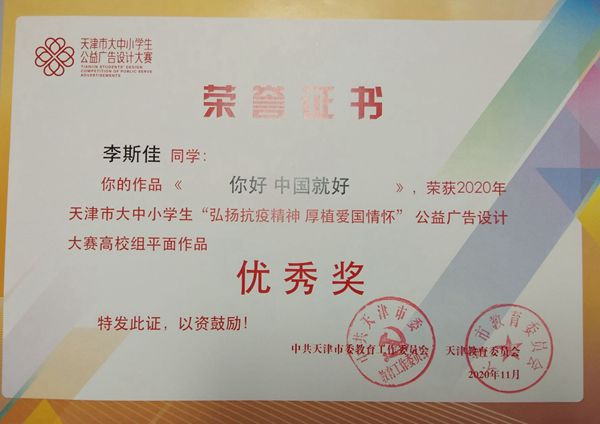 天津市大中小学生
公益广告设计大赛
TIANJIN STUDENTS' DESIGN
COMPETITION OF PUBLIC SERVE
ADVERTISEMENTS
荣誉证书
李斯佳 同学：
你的作品《 你好 中国就好 》，荣获2020年
天津市大中小学生“弘扬抗疫精神 厚植爱国情怀” 公益广告设计
大赛高校组平面作品
优秀奖
特发此证，以资鼓励！
中共天津市委教育工作委员会 天津教育委员会
2020年11月